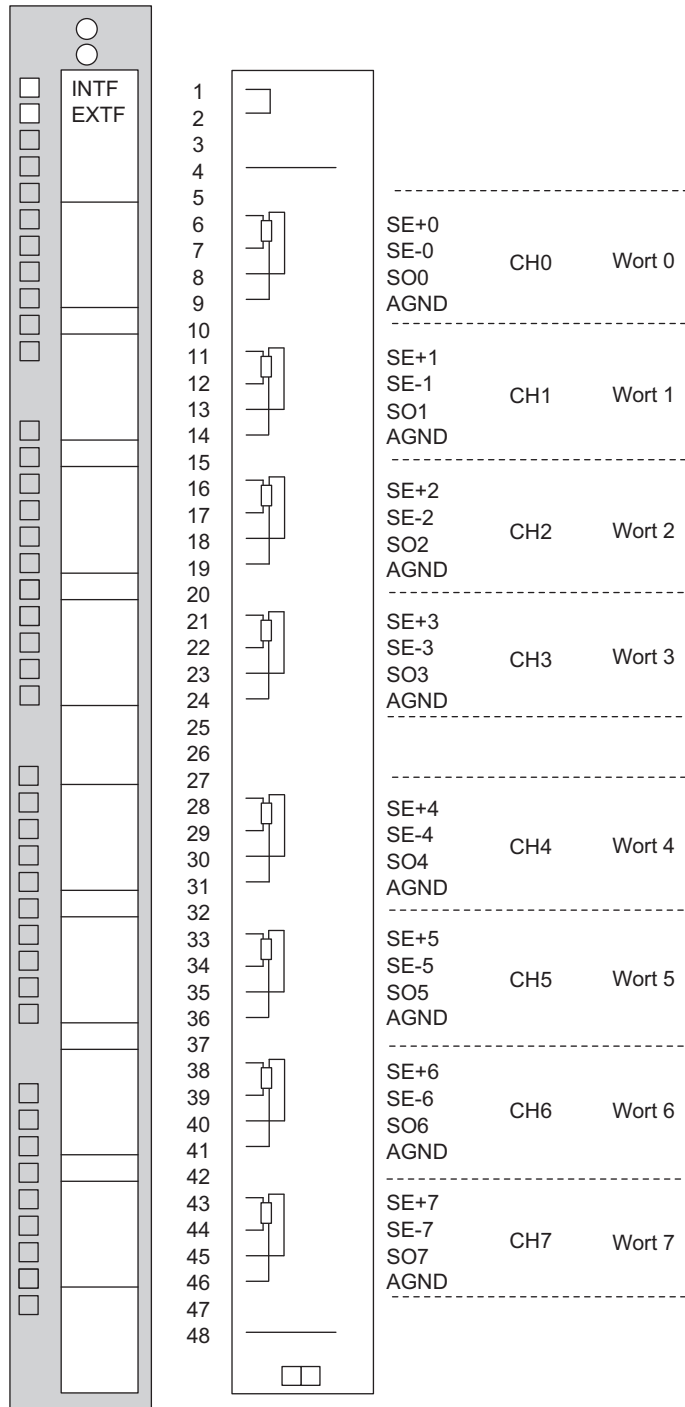 INTF
EXTF
1
2
3
4
5
6 SE+0
7 SE-0
8 SO0 CH0 Wort 0
9 AGND
10
11 SE+1
12 SE-1
13 SO1 CH1 Wort 1
14 AGND
15
16 SE+2
17 SE-2
18 SO2 CH2 Wort 2
19 AGND
20
21 SE+3
22 SE-3
23 SO3 CH3 Wort 3
24 AGND
25
26
27
28 SE+4
29 SE-4
30 SO4 CH4 Wort 4
31 AGND
32
33 SE+5
34 SE-5
35 SO5 CH5 Wort 5
36 AGND
37
38 SE+6
39 SE-6
40 SO6 CH6 Wort 6
41 AGND
42
43 SE+7
44 SE-7
45 SO7 CH7 Wort 7
46 AGND
47
48